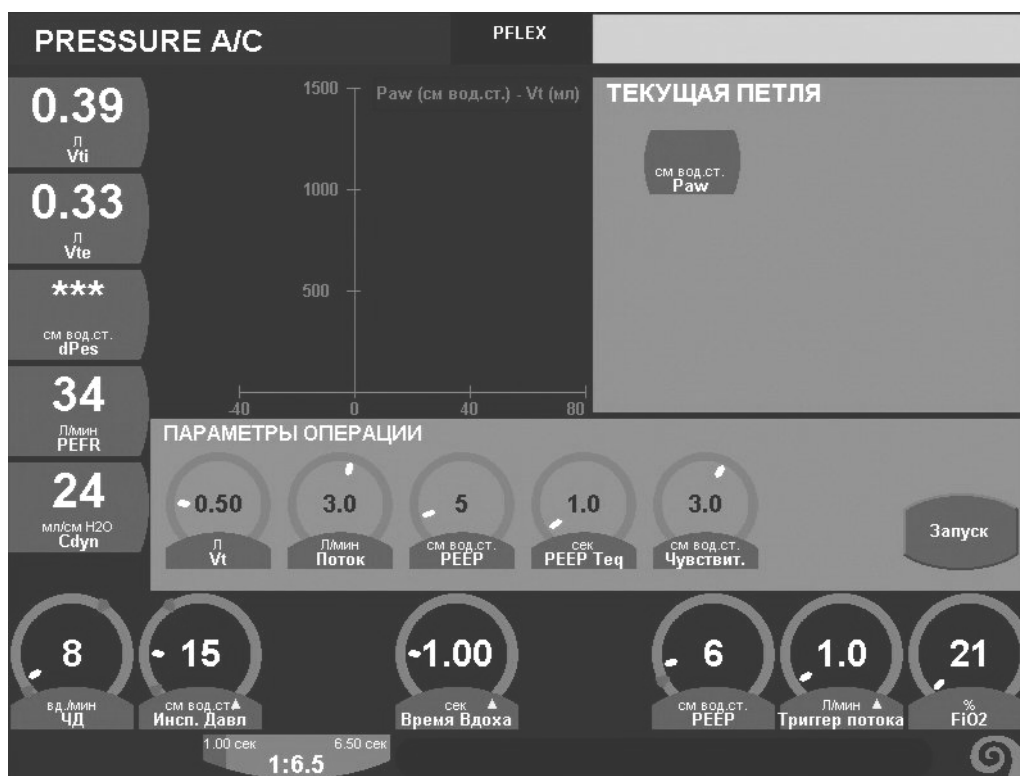 PRESSURE A/C
PFLEX
0.39
л
Vti
0.33
л
Vte
***
см вод.ст.
dPes
34
Л/мин
PEFR
24
мл/см H2O
Cdyn
1500
Paw (см вод.ст.) - Vt (мл)
1000
500
-40
0
40
80
ТЕКУЩАЯ ПЕТЛЯ
см вод.ст.
Paw
ПАРАМЕТРЫ ОПЕРАЦИИ
0.50
Л
Vt
3.0
Л/мин
Поток
5
см вод.ст.
PEEP
1.0
сек
PEEP Teq
3.0
см вод.ст.
Чувствит.
Запуск
8
вд./мин
ЧД
15
см вод.ст
Инсп. Давл
1.00
сек
Время Вдоха
6
см вод.ст.
PEEP
1.0
Л/мин
Триггер потока
21
%
FiO2
1.00 сек
6.50 сек
1:6.5